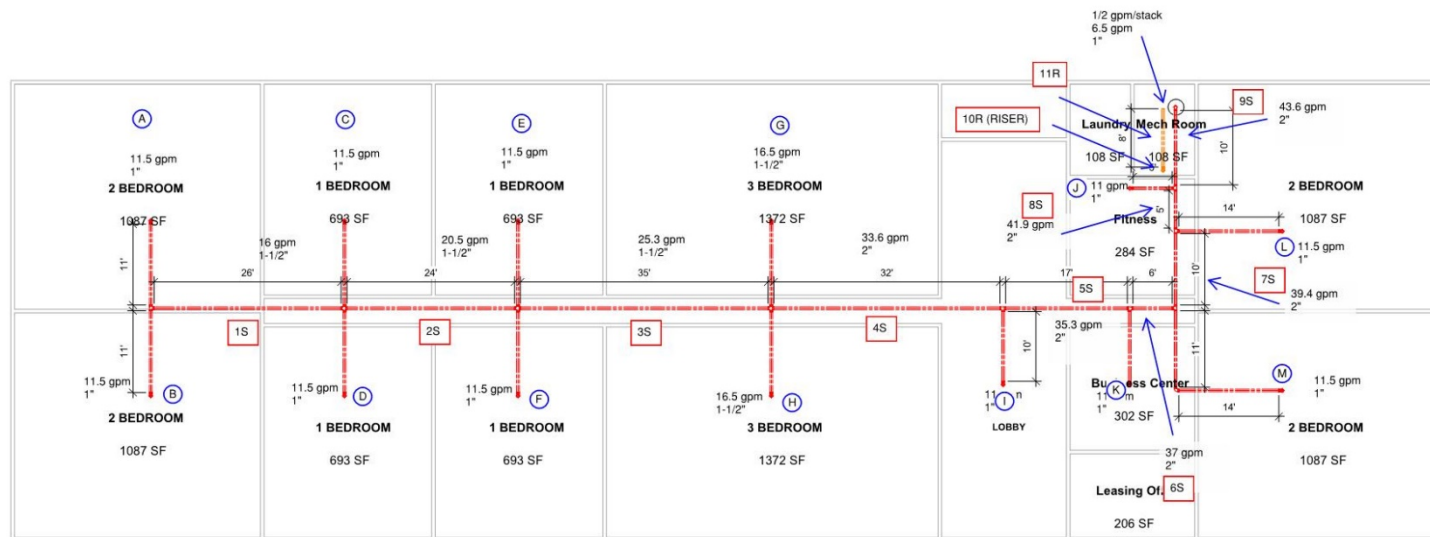 1/2 gpm/stack
6.5 gpm
1"
11R
10R (RISER)
9S
43.6 gpm
2"
A
11.5 gpm
1"
2 BEDROOM
1087 SF
C
11.5 gpm
1"
1 BEDROOM
693 SF
E
11.5 gpm
1"
1 BEDROOM
693 SF
G
16.5 gpm
1-1/2"
3 BEDROOM
1372 SF
Laundry
108 SF
Mech Room
108 SF
8'
10'
2 BEDROOM
1087 SF
J
11 gpm
1"
8S
41.9 gpm
2"
5'
Fitness
284 SF
14'
L
11.5 gpm
1"
10'
7S
39.4 gpm
2"
11'
16 gpm
1-1/2"
26'
20.5 gpm
1-1/2"
24'
25.3 gpm
1-1/2"
35'
33.6 gpm
2"
32'
17'
6'
5S
1S
2S
3S
4S
35.3 gpm
2"
11'
10'
11'
11.5 gpm
1"
B
2 BEDROOM
1087 SF
11.5 gpm
1"
D
1 BEDROOM
693 SF
11.5 gpm
1"
F
1 BEDROOM
693 SF
16.5 gpm
1-1/2"
H
3 BEDROOM
1372 SF
1"
I
LOBBY
K
1"
Center
302 SF
14'
M
11.5 gpm
1"
2 BEDROOM
1087 SF
37 gpm
2"
6S
Leasing Of
206 SF